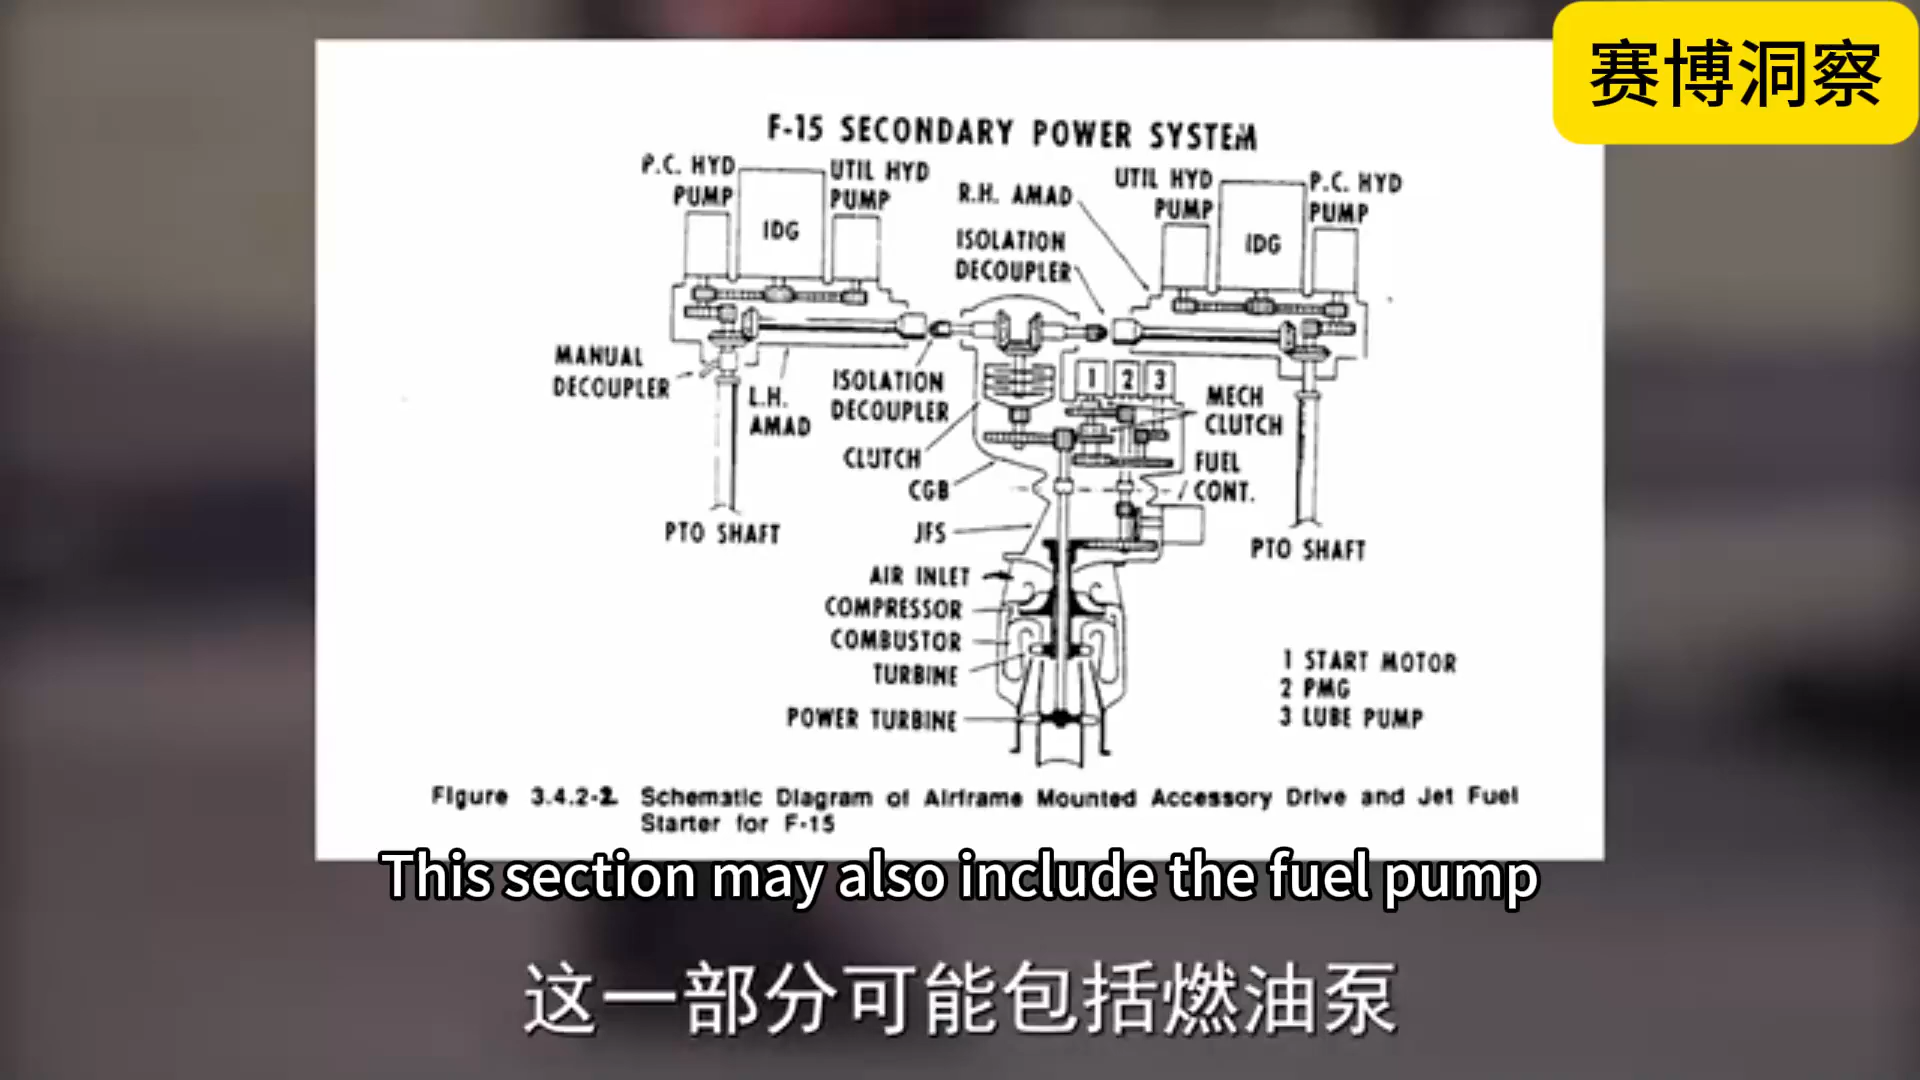 赛博洞察
F-15 SECONDARY POWER SYSTEM
P.C. HYD
PUMP
IDG
UTIL HYD
PUMP
R.H. AMAD
ISOLATION
DECOUPLER
UTIL HYD
PUMP
IDG
P.C. HYD
PUMP
MANUAL
DECOUPLER
L.H.
AMAD
ISOLATION
DECOUPLER
1 2 3
MECH
CLUTCH
CLUTCH
CGB
FUEL
CONT.
PTO SHAFT
JFS
PTO SHAFT
AIR INLET
COMPRESSOR
COMBUSTOR
TURBINE
POWER TURBINE
1 START MOTOR
2 PMG
3 LUBE PUMP
Figure 3.4.2-2. Schematic Diagram of Airframe Mounted Accessory Drive and Jet Fuel
Starter for F-15
This section may also include the fuel pump
这一部分可能包括燃油泵